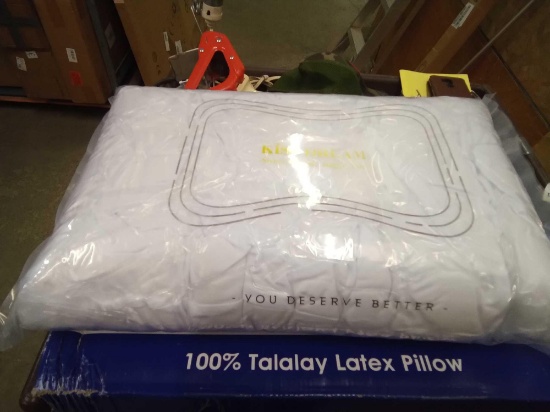 - YOU DESERVE BETTER -
100% Talalay Latex Pillow